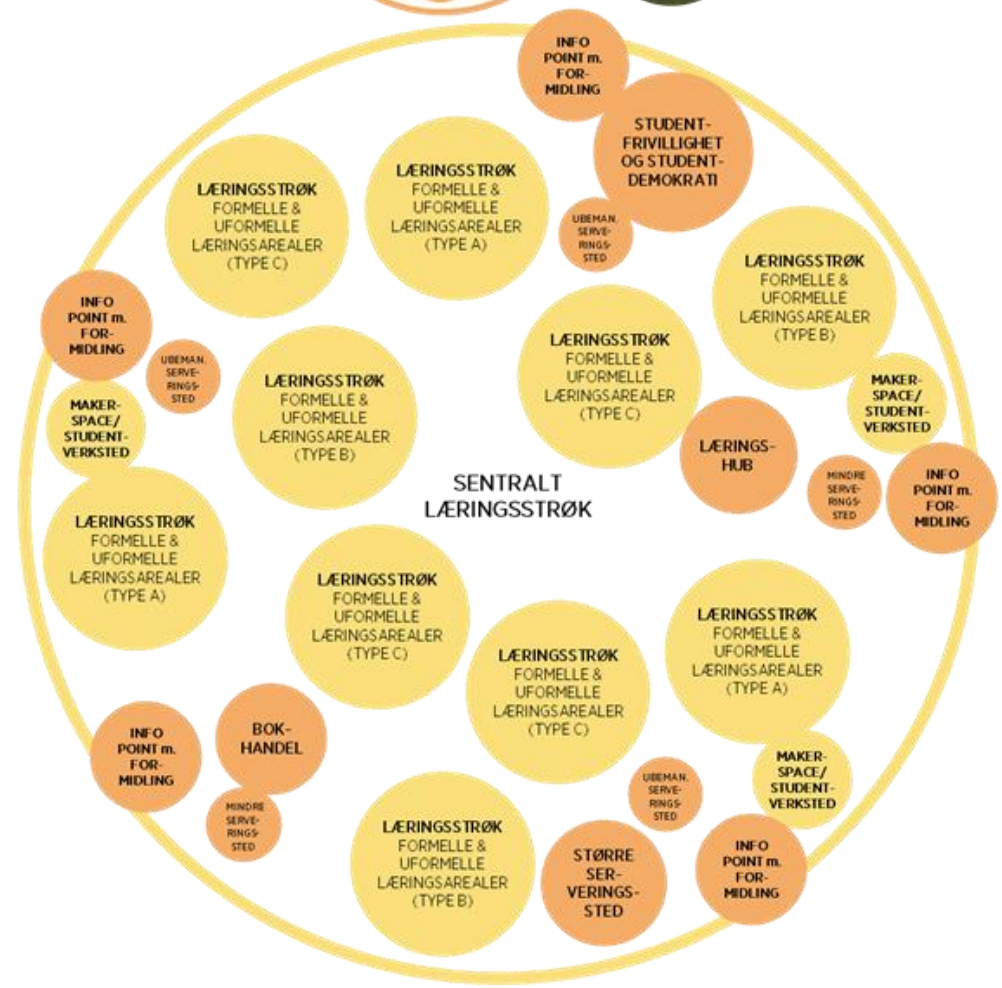 INFO
POINT m.
FOR-
MIDLING
STUDENT-
FRIVILLIGHET
OG STUDENT-
DEMOKRATI
LÆRINGSSTRØK
FORMELLE &
UFORMELLE
LÆRINGSAREALER
(TYPE A)
LÆRINGSSTRØK
FORMELLE &
UFORMELLE
LÆRINGSAREALER
(TYPE C)
UBEMAN.
SERVE-
RINGS-
STED
LÆRINGSSTRØK
FORMELLE &
UFORMELLE
LÆRINGSAREALER
(TYPE B)
INFO
POINT m.
FOR-
MIDLING
UBEMAN.
SERVE-
RINGS-
STED
LÆRINGSSTRØK
FORMELLE &
UFORMELLE
LÆRINGSAREALER
(TYPE C)
LÆRINGSSTRØK
FORMELLE &
UFORMELLE
LÆRINGSAREALER
(TYPE B)
MAKER-
SPACE/
STUDENT-
VERKSTED
MAKER-
SPACE/
STUDENT-
VERKSTED
LÆRINGS-
HUB
MINDRE
SERVE-
RINGS-
STED
INFO
POINT m.
FOR-
MIDLING
SENTRALT
LÆRINGSSTRØK
LÆRINGSSTRØK
FORMELLE &
UFORMELLE
LÆRINGSAREALER
(TYPE A)
LÆRINGSSTRØK
FORMELLE &
UFORMELLE
LÆRINGSAREALER
(TYPE C)
LÆRINGSSTRØK
FORMELLE &
UFORMELLE
LÆRINGSAREALER
(TYPE A)
LÆRINGSSTRØK
FORMELLE &
UFORMELLE
LÆRINGSAREALER
(TYPE C)
INFO
POINT m.
FOR-
MIDLING
BOK-
HANDEL
MINDRE
SERVE-
RINGS-
STED
MAKER-
SPACE/
STUDENT-
VERKSTED
UBEMAN.
SERVE-
RINGS-
STED
LÆRINGSSTRØK
FORMELLE &
UFORMELLE
LÆRINGSAREALER
(TYPE B)
STØRRE
SER-
VERINGS-
STED
INFO
POINT m.
FOR-
MIDLING